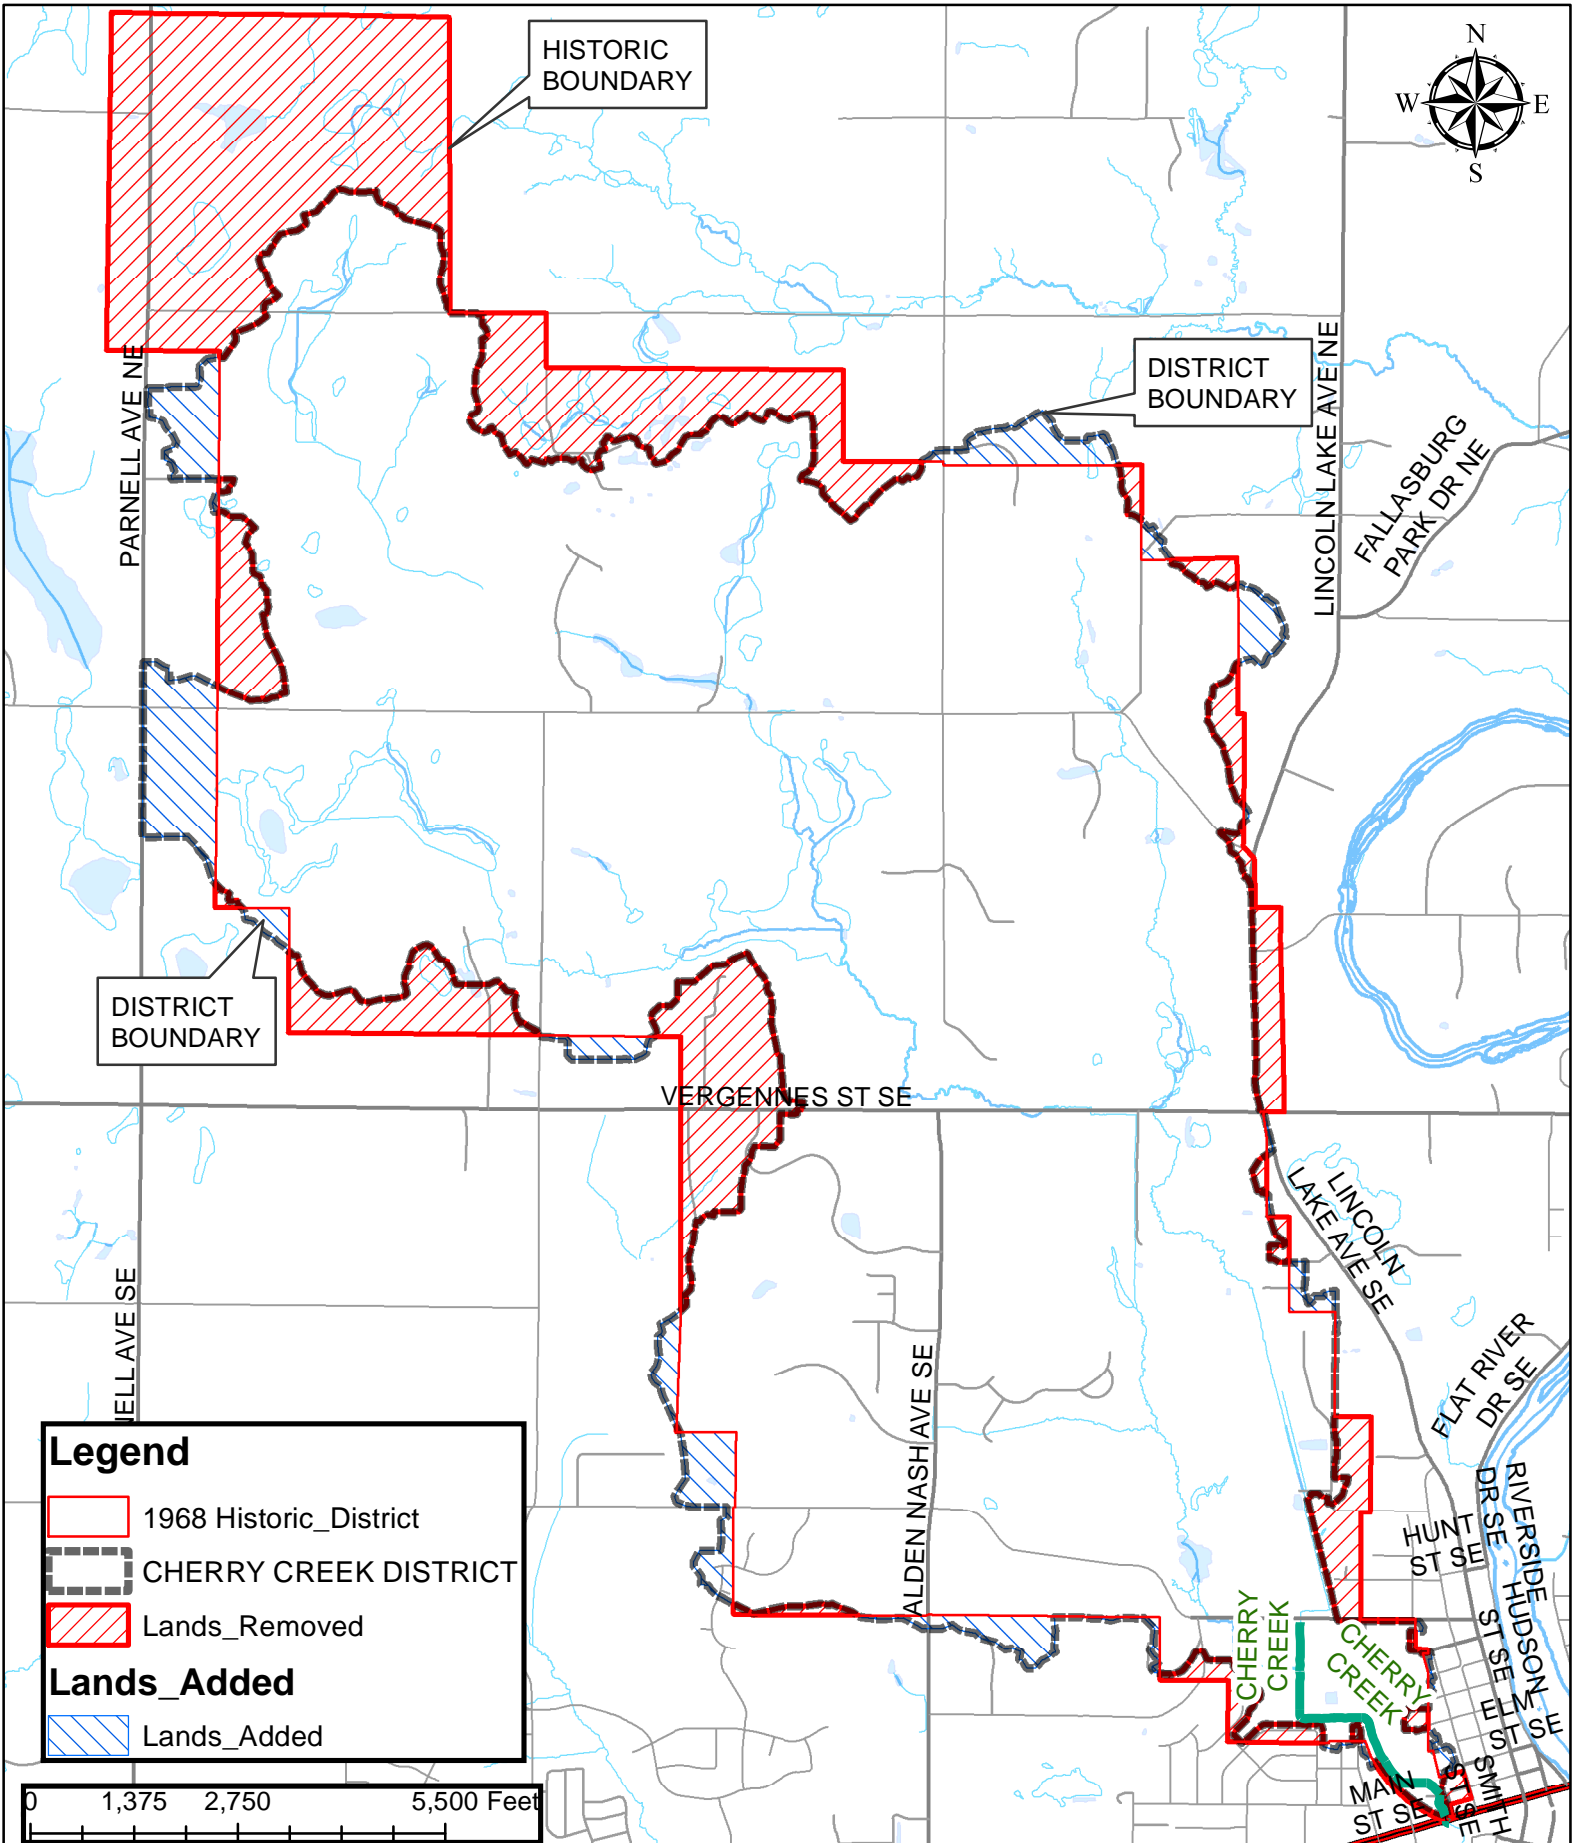 HISTORIC
BOUNDARY
N
W
E
S
DISTRICT
BOUNDARY
PARNELL AVE NE
LINCOLN LAKE AVE NE
FALLASBURG
PARK DR NE
DISTRICT
BOUNDARY
VERGENNES ST SE
LINCOLN
LAKE AVE SE
NELL AVE SE
ALDEN NASH AVE SE
FLAT RIVER
DR SE
RIVERSIDE
DR SE
HUNT
ST SE
HUDSON
ST SE
CHERRY
CREEK
CHERRY
CREEK
ELM
ST SE
SMITH
ST SE
MAIN
ST SE
Legend
1968 Historic_District
CHERRY CREEK DISTRICT
Lands_Removed
Lands_Added
Lands_Added
0 1,375 2,750 5,500 Feet